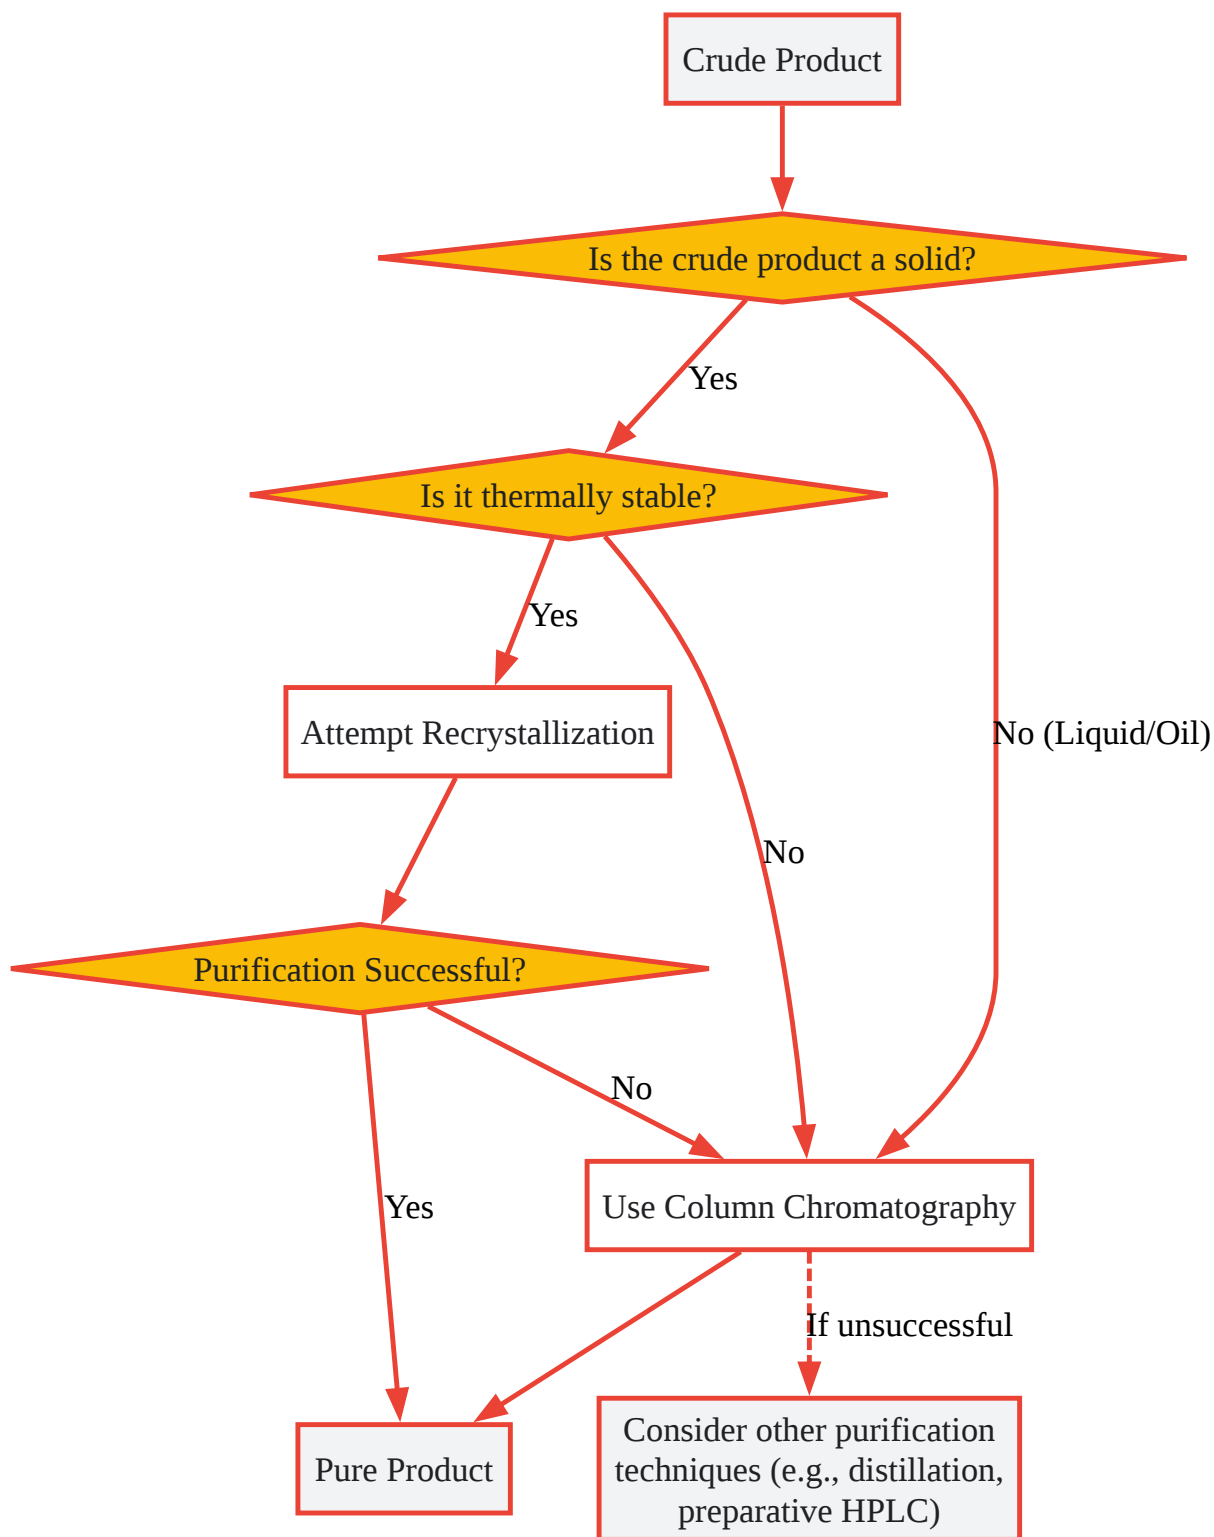 Crude Product
Is the crude product a solid?
Yes
Is it thermally stable?
Yes
Attempt Recrystallization
No (Liquid/Oil)
No
Purification Successful?
No
Yes
Use Column Chromatography
If unsuccessful
Pure Product
Consider other purification
techniques (e.g., distillation,
preparative HPLC)